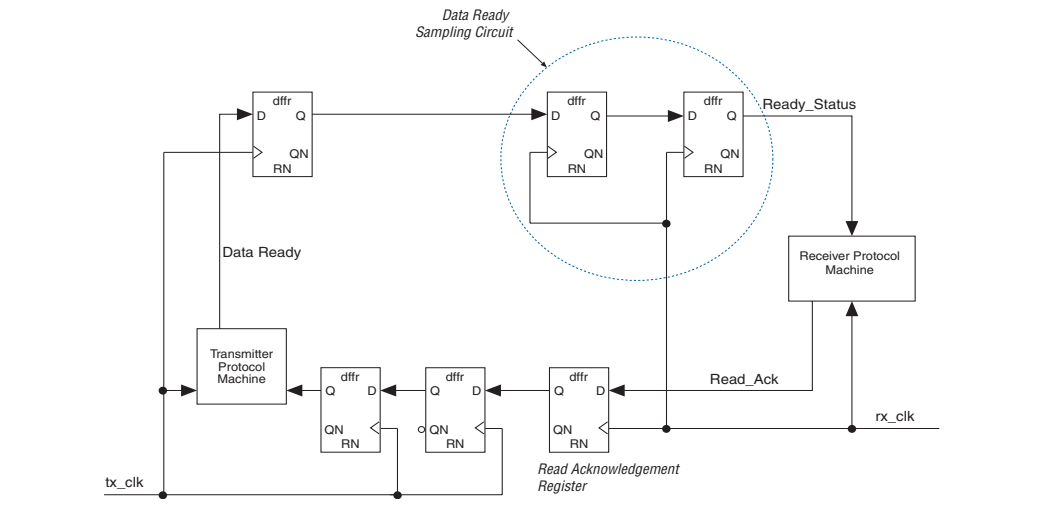 Data Ready
Sampling Circuit
dffr
D Q
QN
RN
dffr
D Q
QN
RN
dffr
D Q
QN
RN
Ready_Status
Data Ready
Receiver Protocol
Machine
Transmitter
Protocol
Machine
dffr
Q D
QN
RN
dffr
Q D
QN
RN
dffr
Q D
QN
RN
Read_Ack
rx_clk
Read Acknowledgement
Register
tx_clk